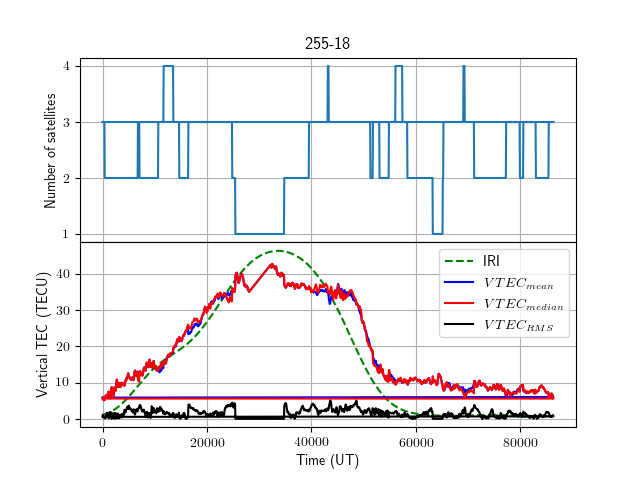 255-18
Number of satellites
4
3
2
1
Vertical TEC (TECU)
40
30
20
10
0
IRI
VTEC_mean
VTEC_median
VTEC_RMS
0 20000 40000 60000 80000
Time (UT)